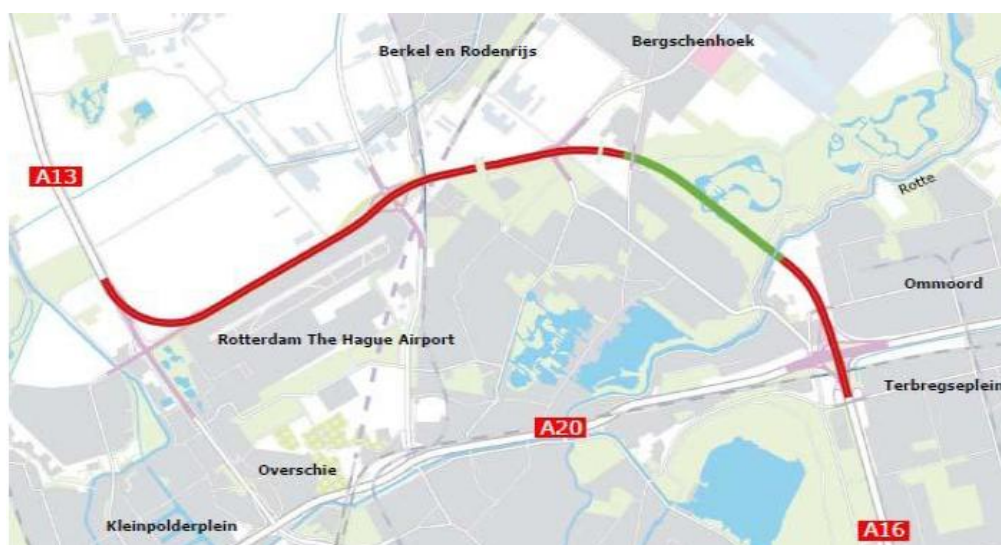 Berkel en Rodenrijs
Bergschenhoek
A13
Rotte
Ommoord
Rotterdam The Hague Airport
Terbregseplein
A20
Overschie
Kleinpolderplein
A16